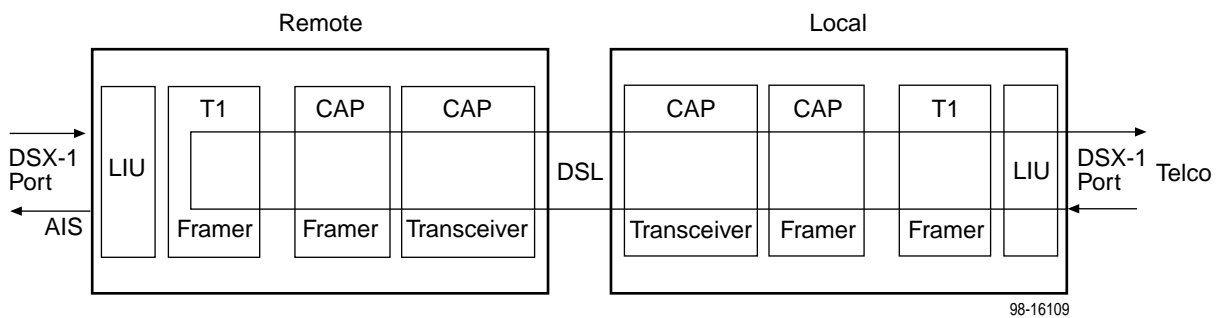 Remote
Local
T1
CAP
CAP
CAP
CAP
T1
DSX-1
Port
LIU
DSL
LIU
DSX-1
Port
Telco
AIS
Framer
Framer
Transceiver
Transceiver
Framer
Framer
98-16109